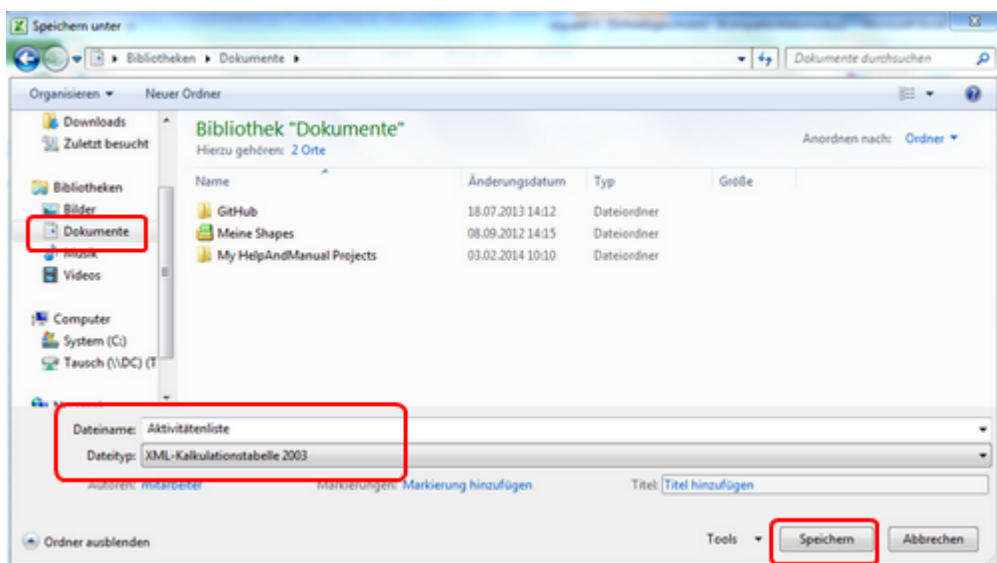 Speichern unter
Bibliotheken Dokumente
Dokumente durchsuchen
Organisieren Neuer Ordner
Downloads
Zuletzt besucht
Bibliotheken
Bilder
Dokumente
Musik
Videos
Computer
System (C:)
Tausch (\\DC) (T
Bibliothek "Dokumente"
Hierzu gehören: 2 Orte
Anordnen nach: Ordner
Name Änderungsdatum Typ Größe
GitHub 18.07.2013 14:12 Dateiordner
Meine Shapes 08.09.2012 14:15 Dateiordner
My HelpAndManual Projects 03.02.2014 10:10 Dateiordner
Dateiname: Aktivitätenliste
Dateityp: XML-Kalkulationstabelle 2003
Autoren: mitarbeiter Markierungen: Markierung hinzufügen Titel: Titel hinzufügen
Ordner ausblenden Tools Speichern Abbrechen